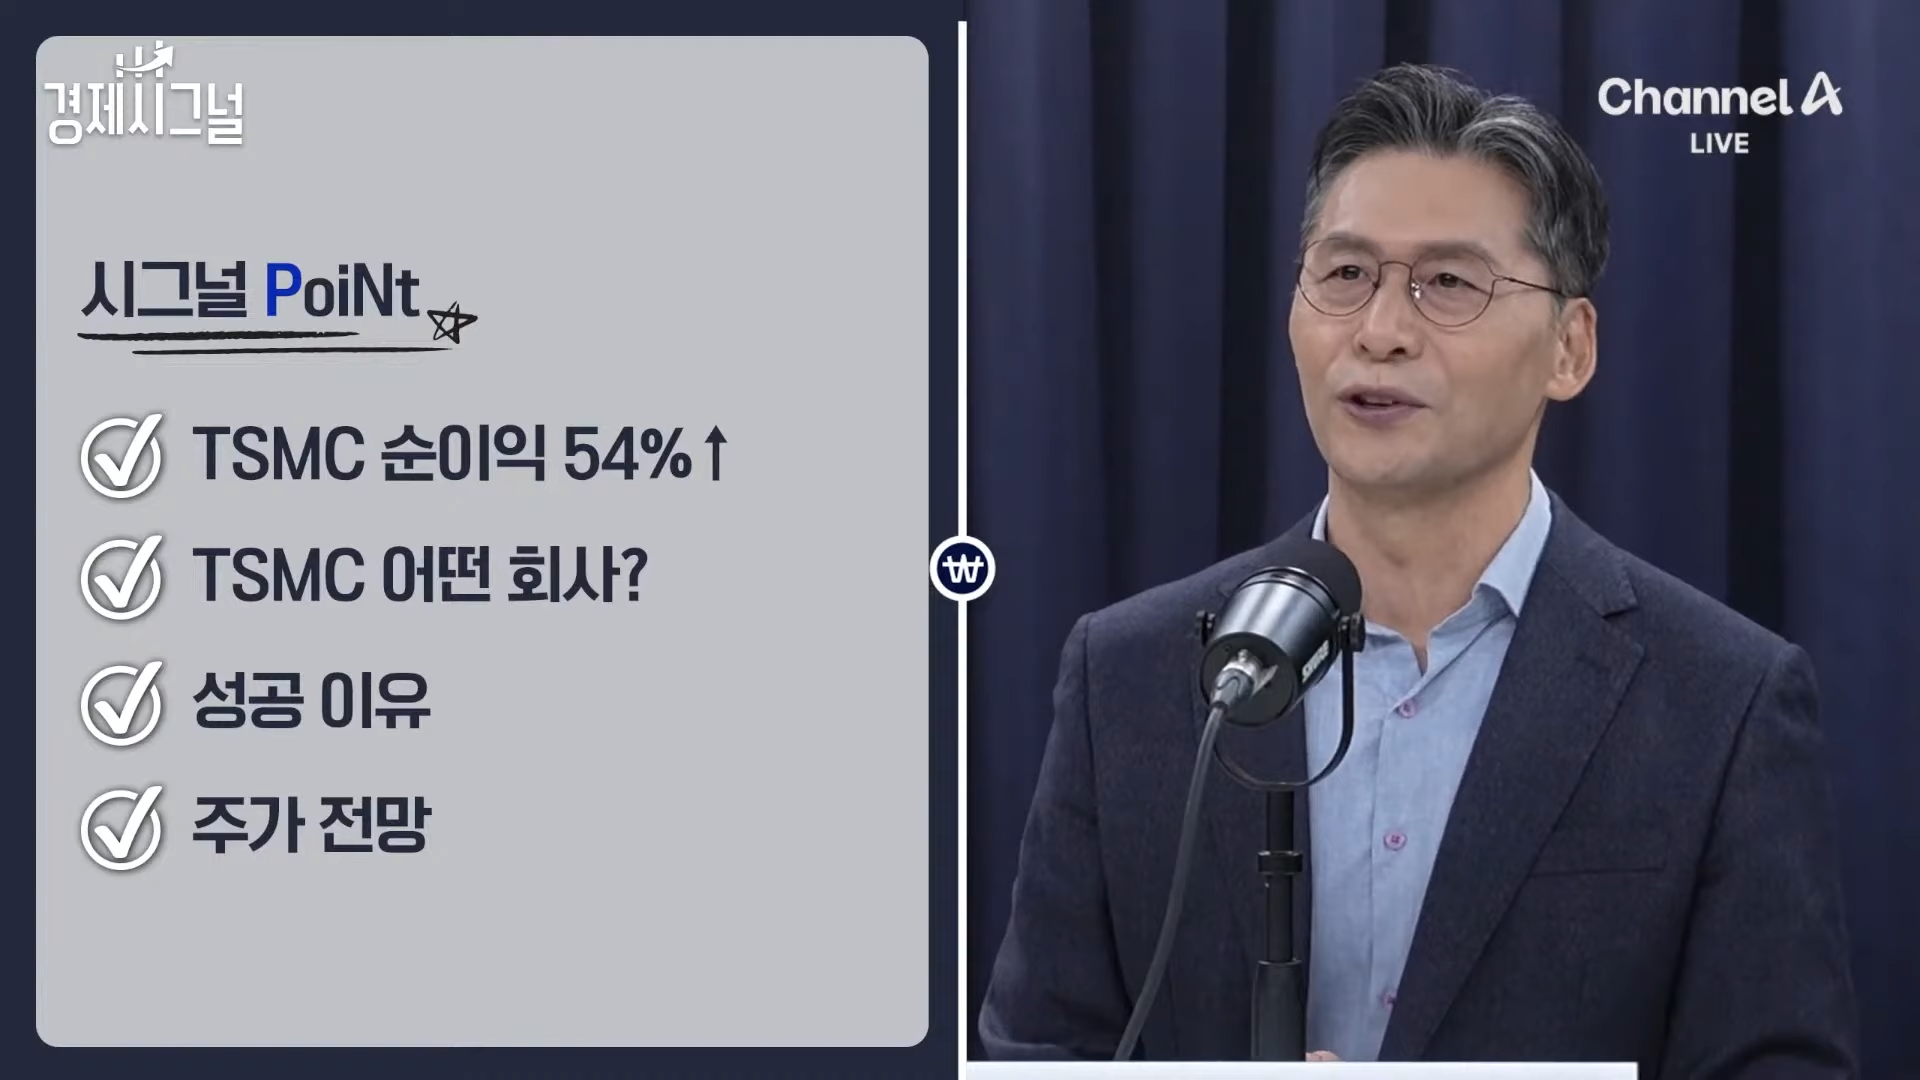 경제시그널
Channel A
LIVE
시그널 PoiNt
TSMC 순이익 54%↑
TSMC 어떤 회사?
성공 이유
주가 전망
₩
SHURE